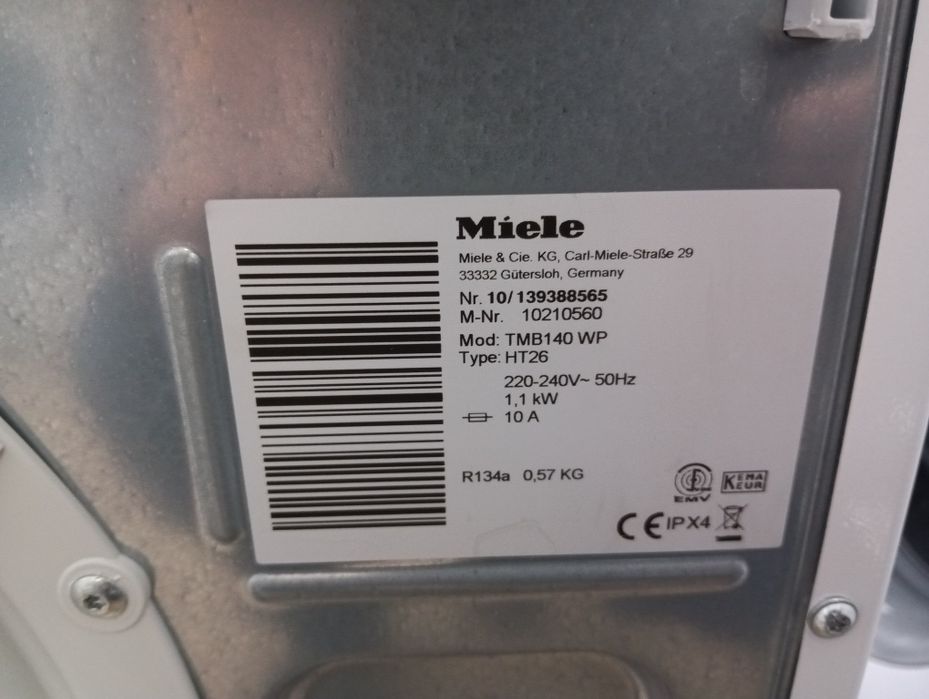 Miele
Miele & Cie. KG, Carl-Miele-Straße 29
33332 Gütersloh, Germany
Nr. 10/139388565
M-Nr. 10210560
Mod: TMB140 WP
Type: HT26
220-240V~ 50Hz
1,1 kW
10 A
R134a 0,57 KG
EMV
KEMA
EUR
CE IPX4